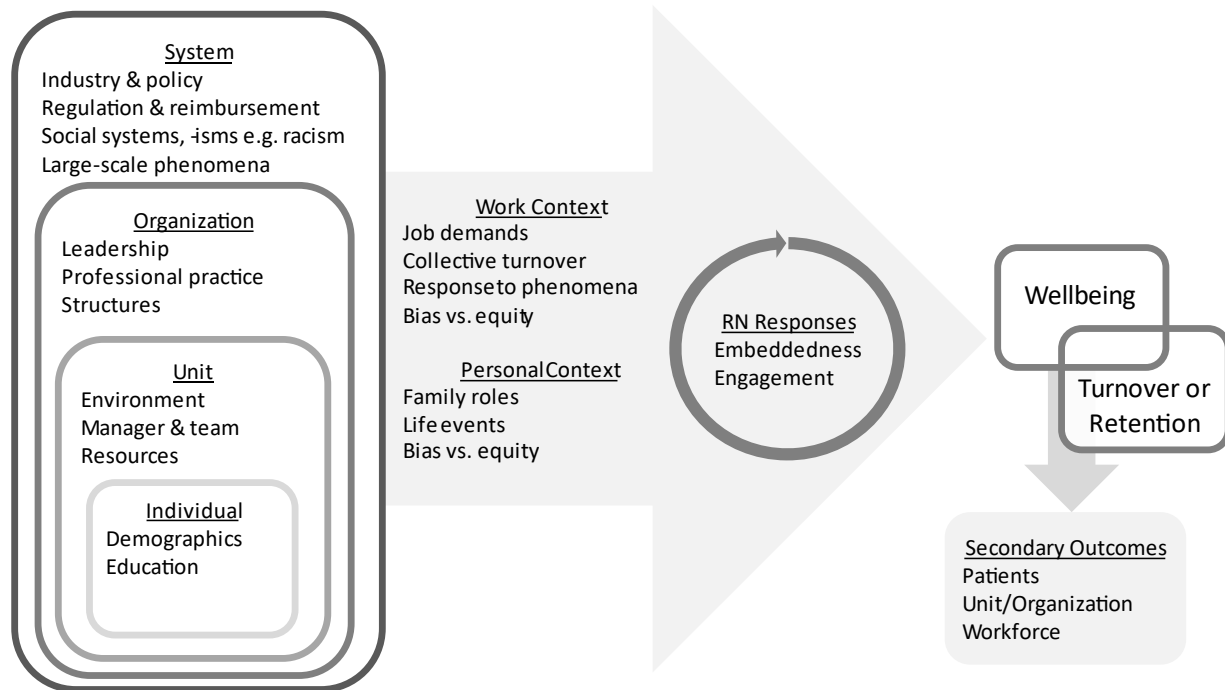 System
Industry & policy
Regulation & reimbursement
Social systems, -isms e.g. racism
Large-scale phenomena
Organization
Leadership
Professional practice
Structures
Unit
Environment
Manager & team
Resources
Individual
Demographics
Education
Work Context
Job demands
Collective turnover
Response to phenomena
Bias vs. equity
Personal Context
Family roles
Life events
Bias vs. equity
RN Responses
Embeddedness
Engagement
Wellbeing
Turnover or
Retention
Secondary Outcomes
Patients
Unit/Organization
Workforce